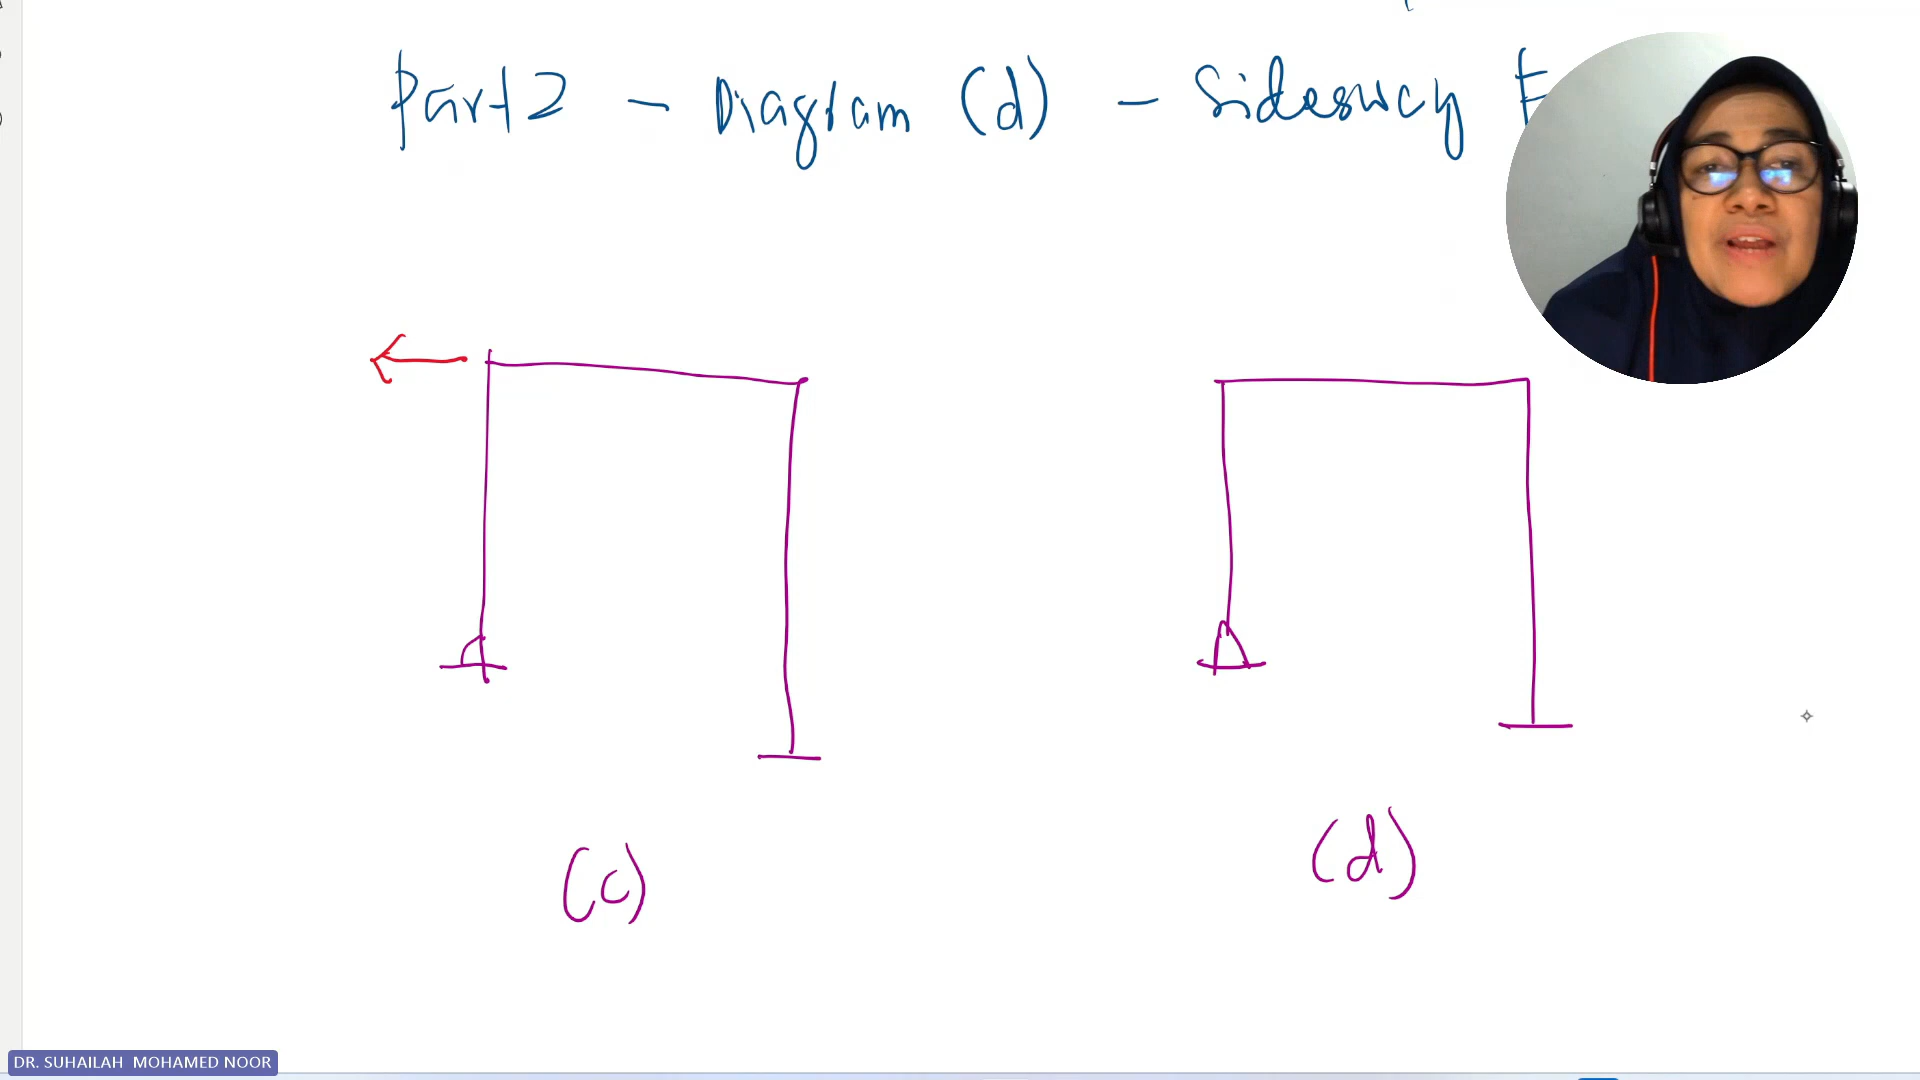 Part 2 - Diagram (d) - Sidesway F
(c)
(d)
DR. SUHAILAH MOHAMED NOOR